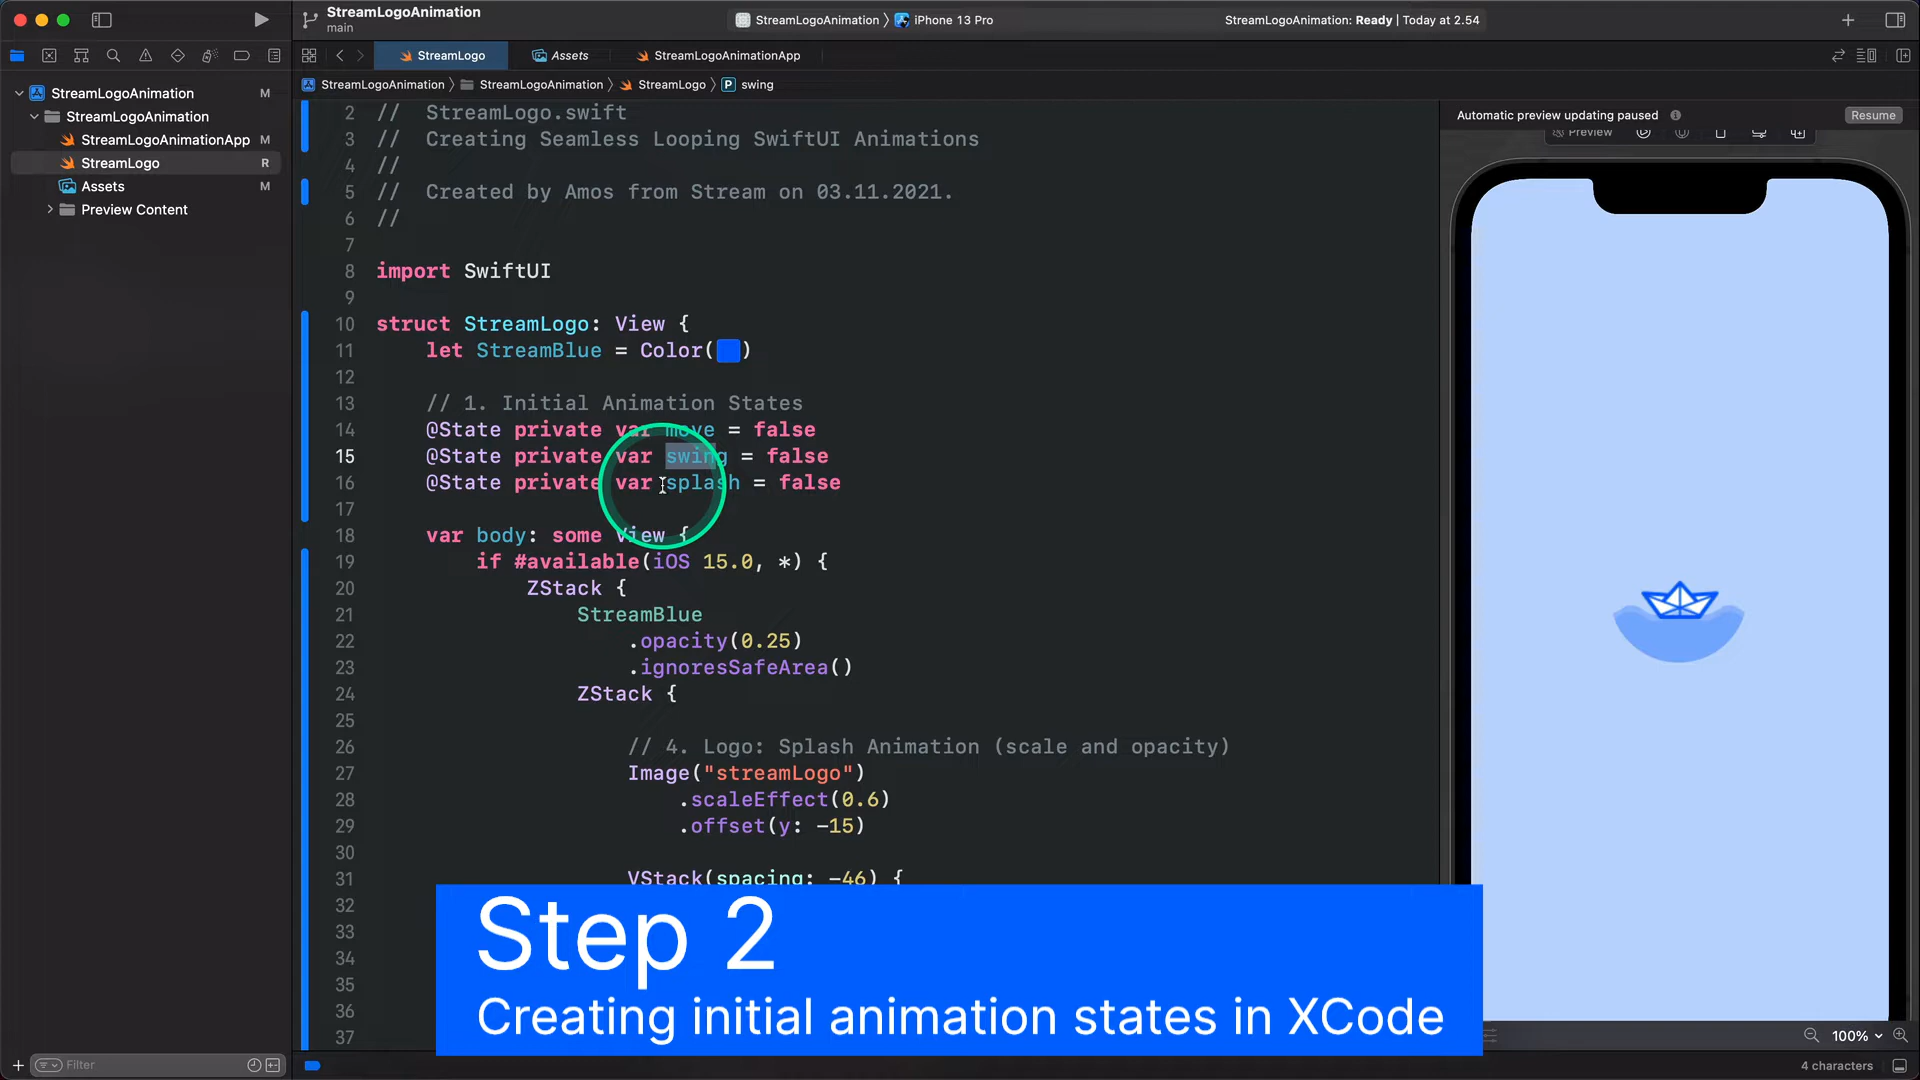 StreamLogoAnimation
main
StreamLogoAnimation
iPhone 13 Pro
StreamLogoAnimation: Ready | Today at 2.54
StreamLogo
Assets
StreamLogoAnimationApp
StreamLogoAnimation
StreamLogoAnimation
StreamLogo
P swing
StreamLogoAnimation M
StreamLogoAnimation
StreamLogoAnimationApp M
StreamLogo R
Assets M
Preview Content
2 // StreamLogo.swift
3 // Creating Seamless Looping SwiftUI Animations
4 //
5 // Created by Amos from Stream on 03.11.2021.
6 //
7
8 import SwiftUI
9
10 struct StreamLogo: View {
11 let StreamBlue = Color( )
12
13 // 1. Initial Animation States
14 @State private var move = false
15 @State private var swing = false
16 @State private var splash = false
17
18 var body: some View {
19 if #available(iOS 15.0, *) {
20 ZStack {
21 StreamBlue
22 .opacity(0.25)
23 .ignoresSafeArea()
24 ZStack {
25
26 // 4. Logo: Splash Animation (scale and opacity)
27 Image("streamLogo")
28 .scaleEffect(0.6)
29 .offset(y: -15)
30
31 VStack(spacing: -46) {
32
33
34
35
36
37
Automatic preview updating paused
Resume
Preview
Step 2
Creating initial animation states in XCode
100%
Filter
4 characters